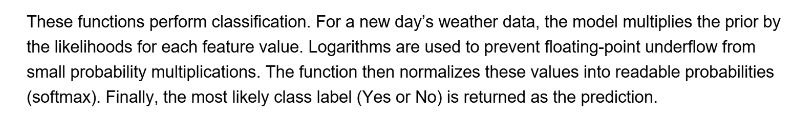 These functions perform classification. For a new day’s weather data, the model multiplies the prior by
the likelihoods for each feature value. Logarithms are used to prevent floating-point underflow from
small probability multiplications. The function then normalizes these values into readable probabilities
(softmax). Finally, the most likely class label (Yes or No) is returned as the prediction.